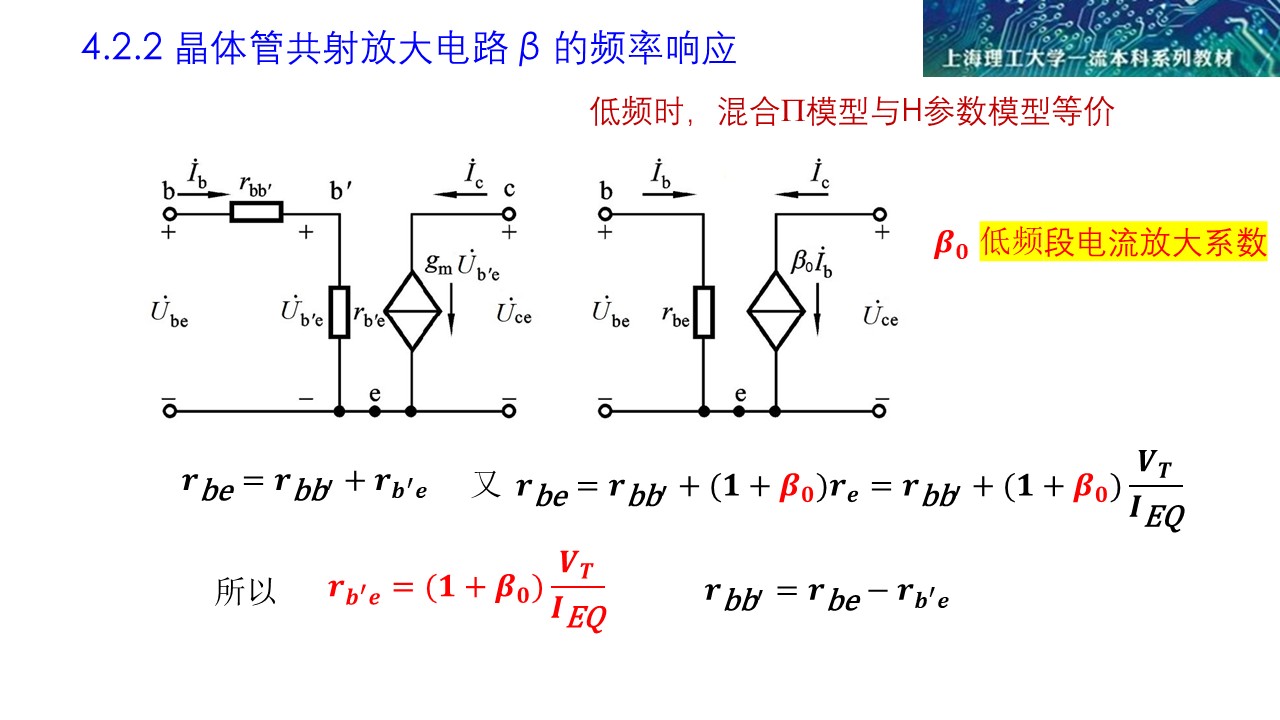 4.2.2 晶体管共射放大电路 β 的频率响应
上海理工大学一流本科系列教材
低频时，混合Π模型与H参数模型等价
b İb rbb' b' İc c
+ + +
U̇be U̇b'e rb'e gm U̇b'e U̇ce
− − e −
b İb İc
+ +
U̇be rbe β₀İb U̇ce
− e −
β₀ 低频段电流放大系数
rbe = rbb' + rb'e 又 rbe = rbb' + (1 + β₀)re = rbb' + (1 + β₀) VT / IEQ
所以 rb'e = (1 + β₀) VT / IEQ rbb' = rbe − rb'e